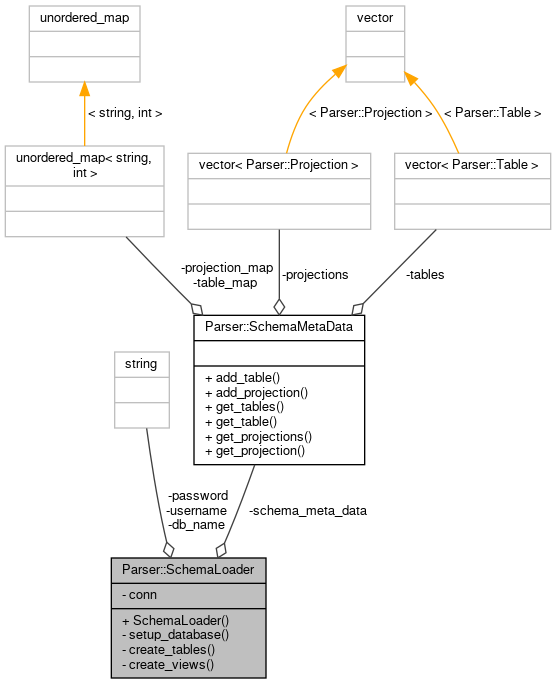 unordered_map
vector
< string, int >
< Parser::Projection >
< Parser::Table >
unordered_map< string,
int >
vector< Parser::Projection >
vector< Parser::Table >
-projection_map
-table_map
-projections
-tables
Parser::SchemaMetaData
+ add_table()
+ add_projection()
+ get_tables()
+ get_table()
+ get_projections()
+ get_projection()
string
-password
-username
-db_name
-schema_meta_data
Parser::SchemaLoader
- conn
+ SchemaLoader()
- setup_database()
- create_tables()
- create_views()